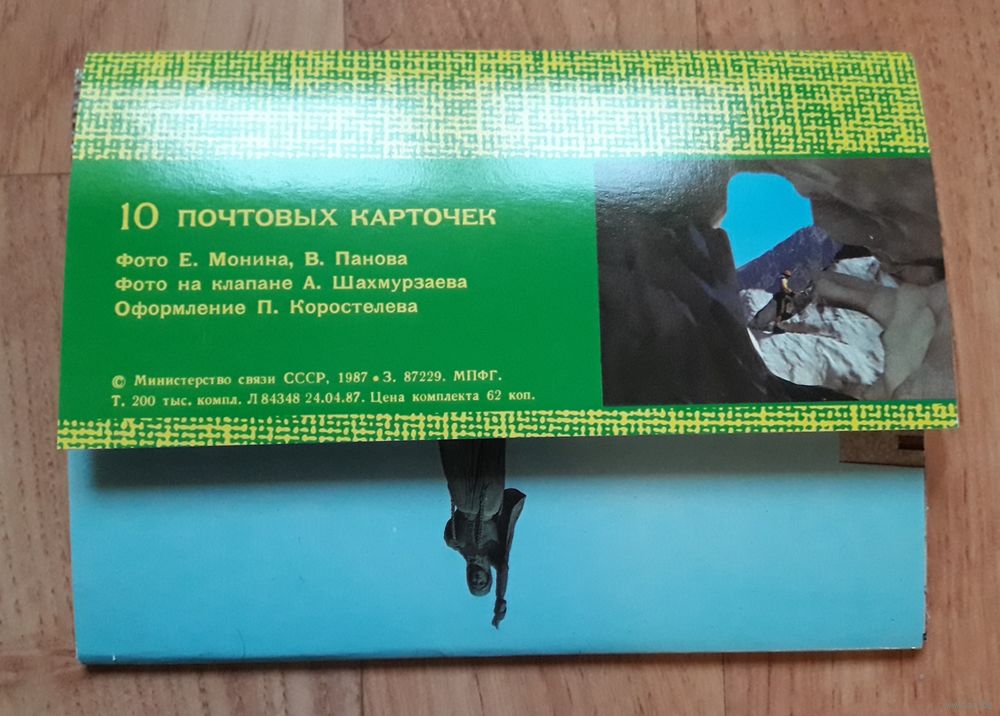 10 ПОЧТОВЫХ КАРТОЧЕК
Фото Е. Монина, В. Панова
Фото на клапане А. Шахмурзаева
Оформление П. Коростелева
© Министерство связи СССР, 1987 • З. 87229. МПФГ.
Т. 200 тыс. компл. Л 84348 24.04.87. Цена комплекта 62 коп.